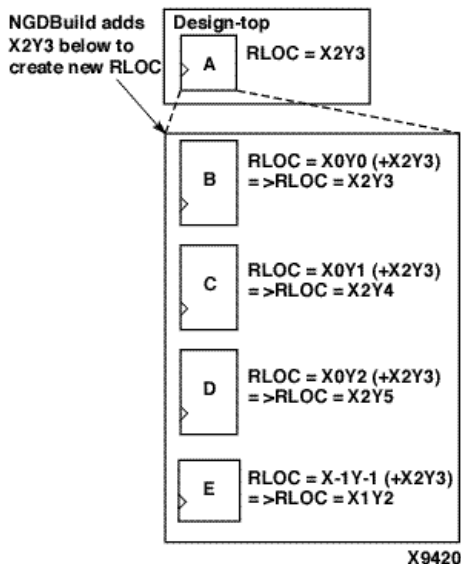 NGDBuild adds
X2Y3 below to
create new RLOC
Design-top
A
RLOC = X2Y3
B
RLOC = X0Y0 (+X2Y3)
= >RLOC = X2Y3
C
RLOC = X0Y1 (+X2Y3)
= >RLOC = X2Y4
D
RLOC = X0Y2 (+X2Y3)
= >RLOC = X2Y5
E
RLOC = X-1Y-1 (+X2Y3)
= >RLOC = X1Y2
X9420